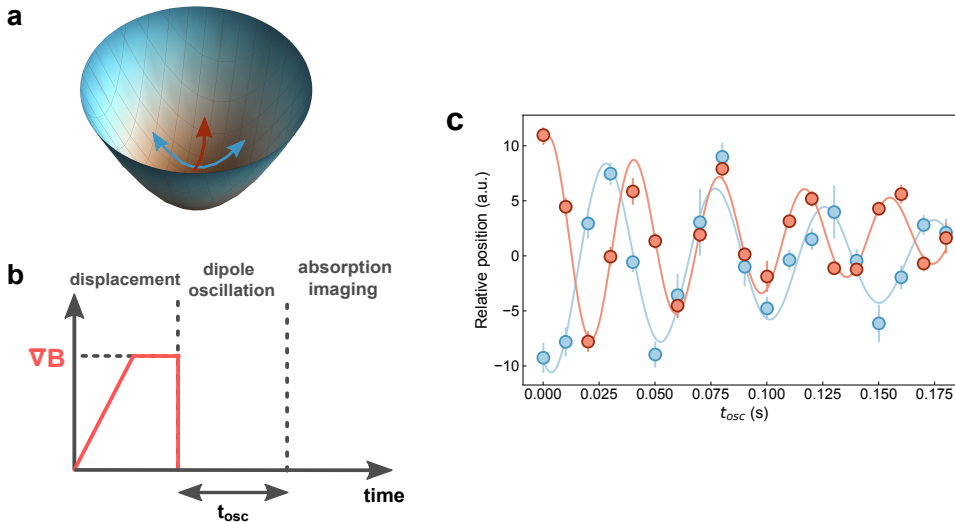 a
b
displacement
dipole
oscillation
absorption
imaging
∇B
time
tosc
c
Relative position (a.u.)
10
5
0
−5
−10
0.000
0.025
0.050
0.075
0.100
0.125
0.150
0.175
tosc (s)